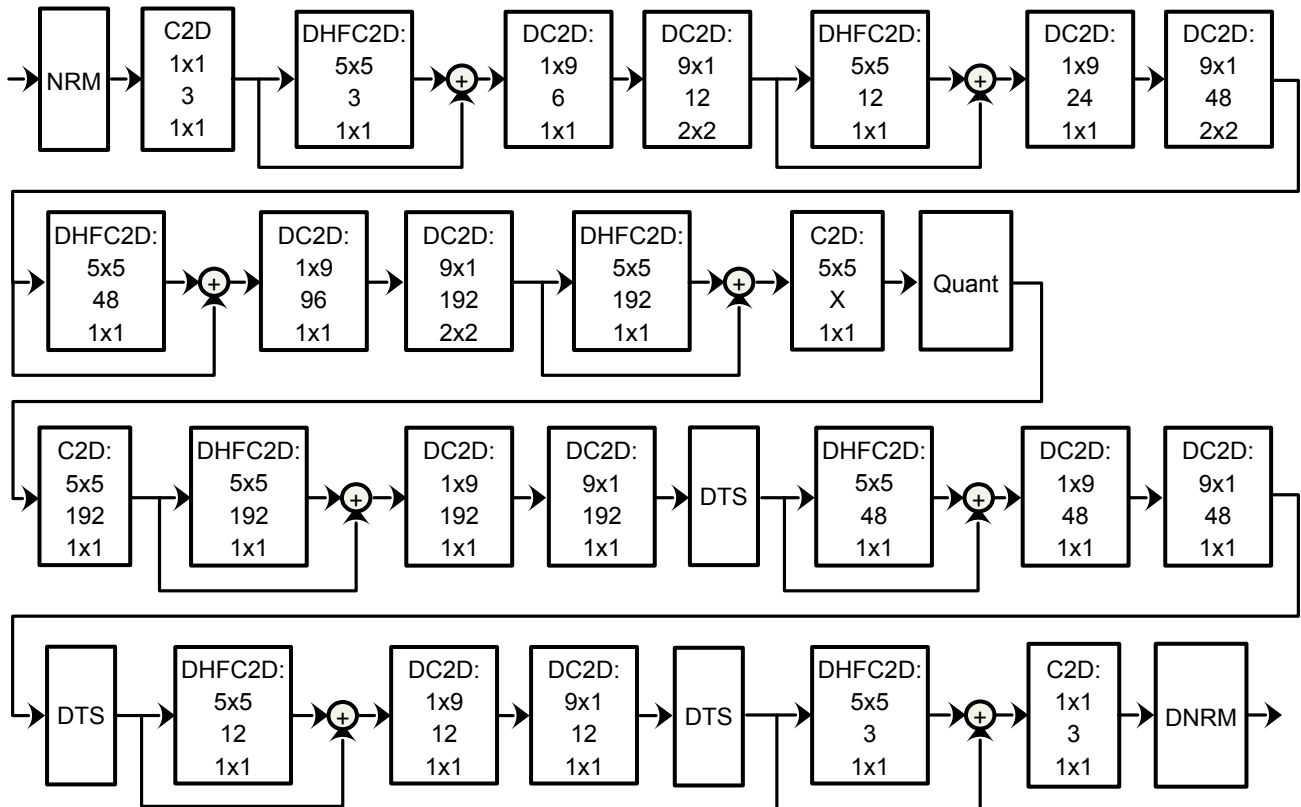 NRM
C2D
1x1
3
1x1
DHFC2D:
5x5
3
1x1
+
DC2D:
1x9
6
1x1
DC2D:
9x1
12
2x2
DHFC2D:
5x5
12
1x1
+
DC2D:
1x9
24
1x1
DC2D:
9x1
48
2x2
DHFC2D:
5x5
48
1x1
+
DC2D:
1x9
96
1x1
DC2D:
9x1
192
2x2
DHFC2D:
5x5
192
1x1
+
C2D:
5x5
X
1x1
Quant
C2D:
5x5
192
1x1
DHFC2D:
5x5
192
1x1
+
DC2D:
1x9
192
1x1
DC2D:
9x1
192
1x1
DTS
DHFC2D:
5x5
48
1x1
+
DC2D:
1x9
48
1x1
DC2D:
9x1
48
1x1
DTS
DHFC2D:
5x5
12
1x1
+
DC2D:
1x9
12
1x1
DC2D:
9x1
12
1x1
DTS
DHFC2D:
5x5
3
1x1
+
C2D:
1x1
3
1x1
DNRM